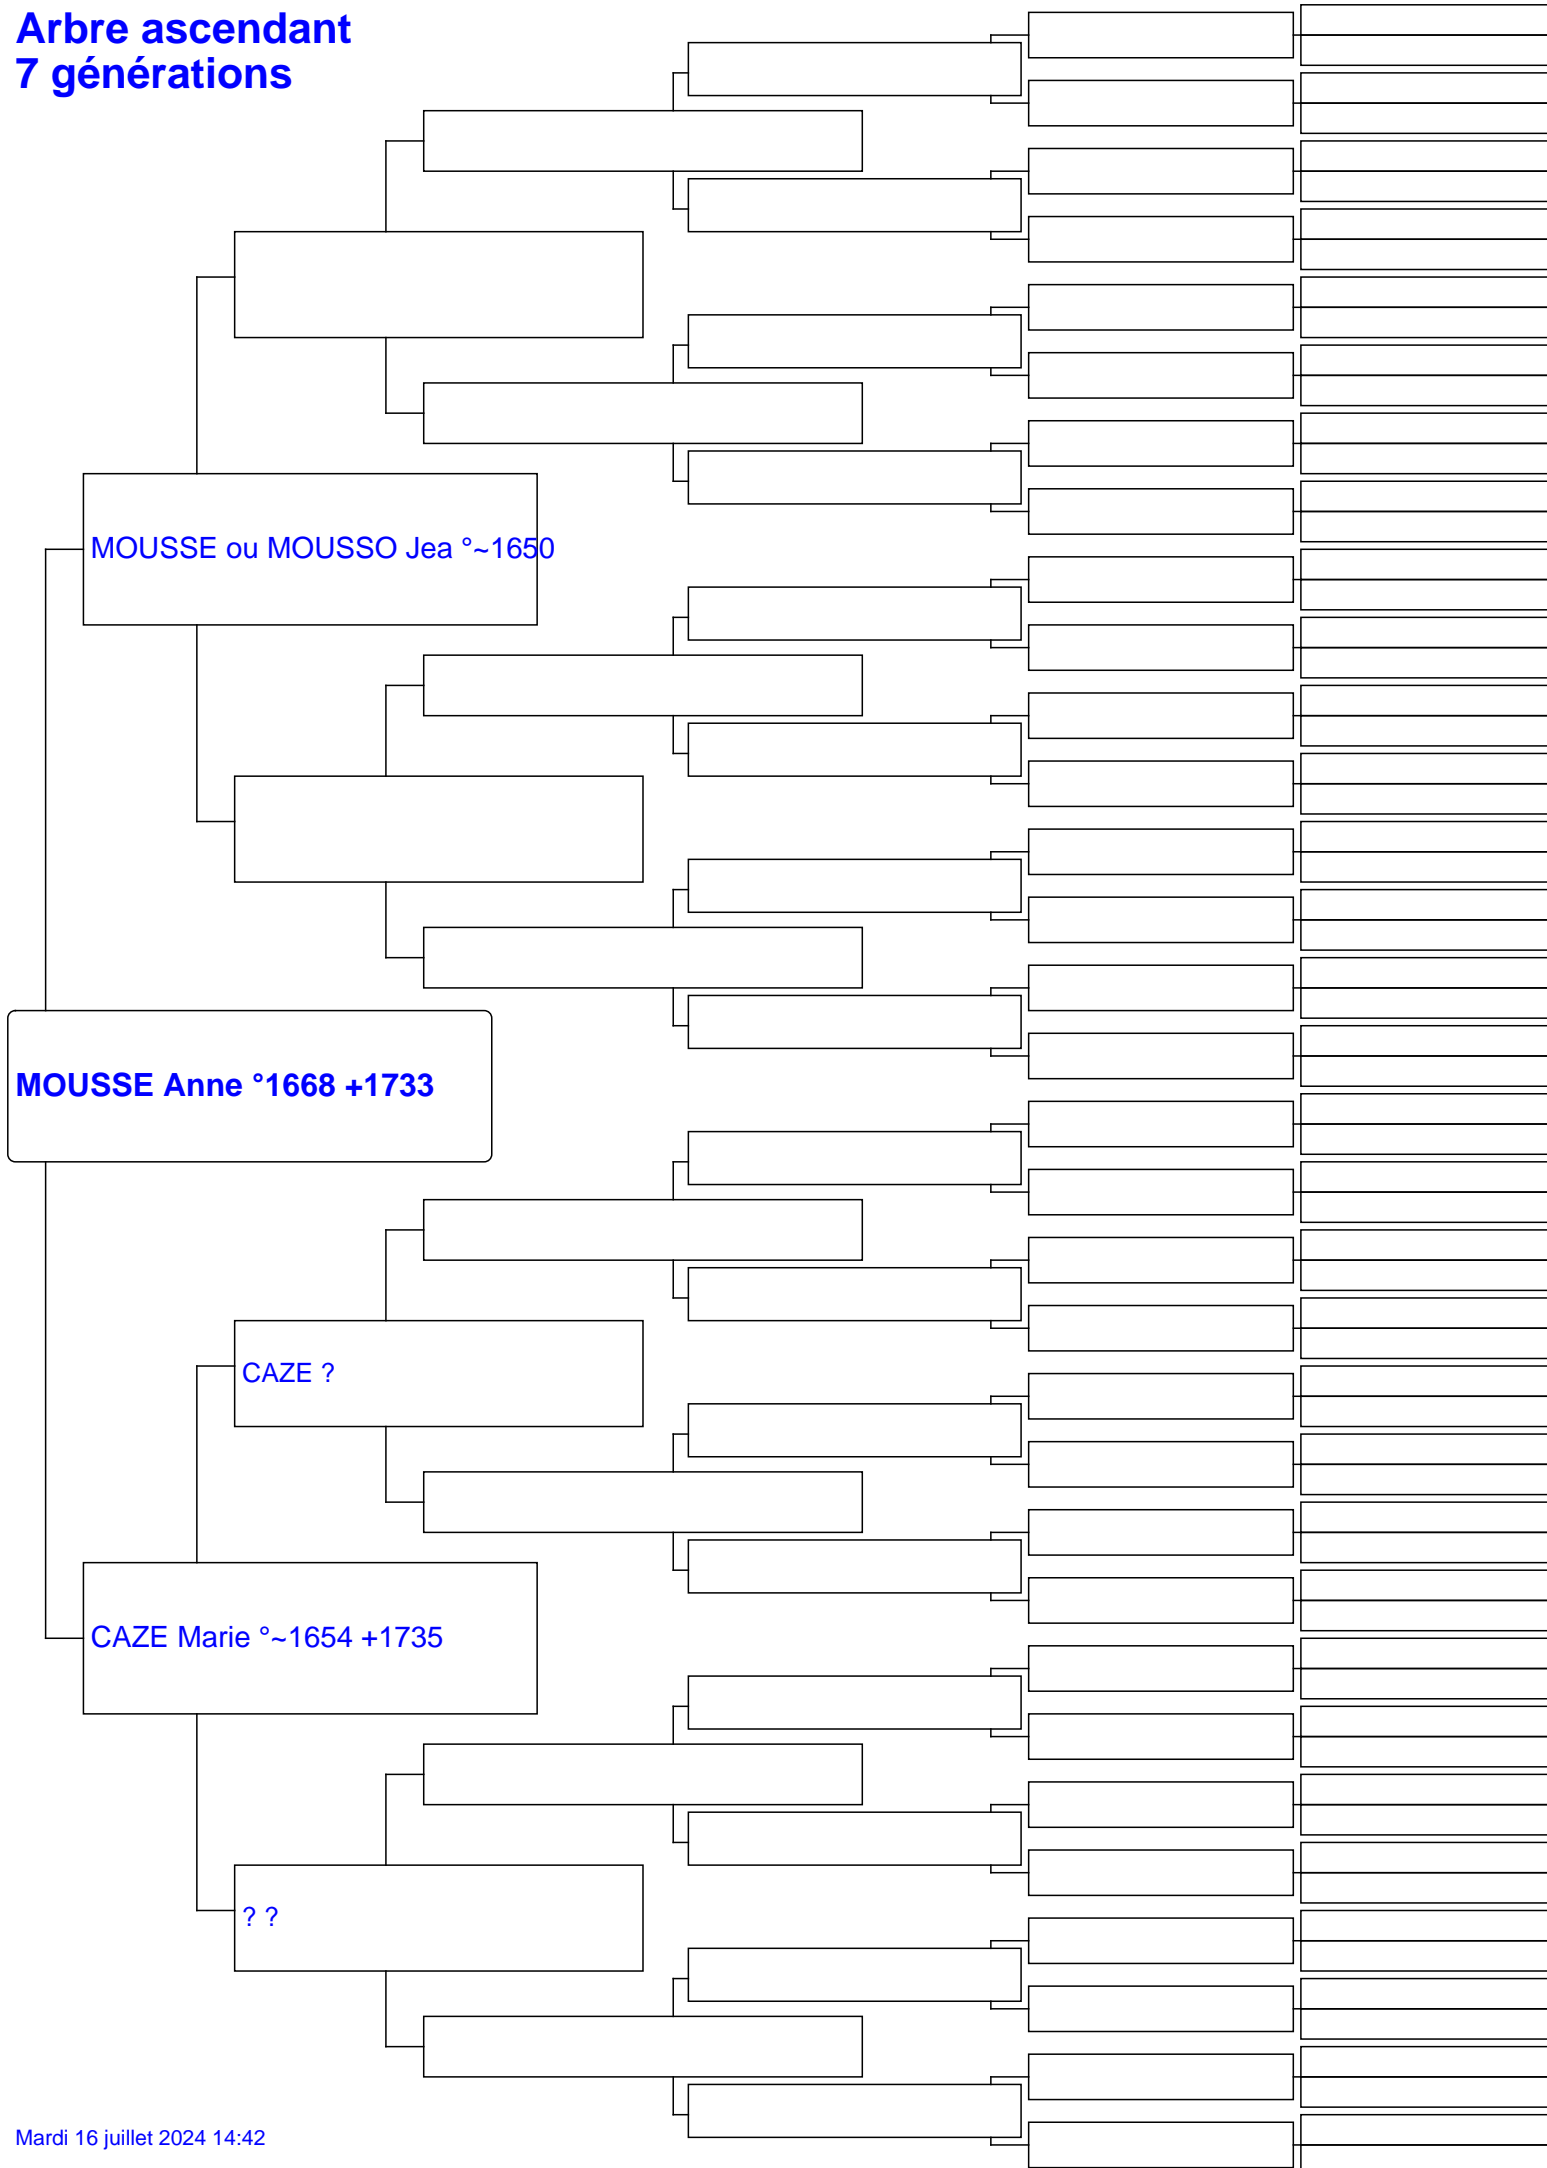 Arbre ascendant
7 générations
MOUSSE ou MOUSSO Jea °~1650
MOUSSE Anne °1668 +1733
CAZE ?
CAZE Marie °~1654 +1735
? ?
Mardi 16 juillet 2024 14:42